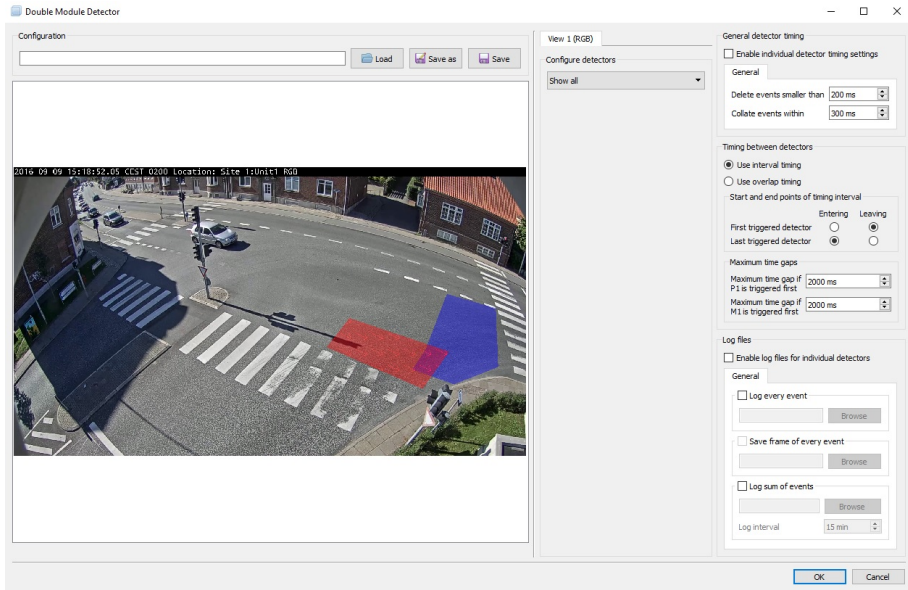 Double Module Detector
Configuration
Load
Save as
Save
2016 09 09 15:18:52.05 CEST 0200 Location: Site 1:Unit1 RGB
View 1 (RGB)
Configure detectors
Show all
General detector timing
Enable individual detector timing settings
General
Delete events smaller than 200 ms
Collate events within 300 ms
Timing between detectors
Use interval timing
Use overlap timing
Start and end points of timing interval
Entering Leaving
First triggered detector
Last triggered detector
Maximum time gaps
Maximum time gap if P1 is triggered first 2000 ms
Maximum time gap if M1 is triggered first 2000 ms
Log files
Enable log files for individual detectors
General
Log every event
Browse
Save frame of every event
Browse
Log sum of events
Browse
Log interval 15 min
OK Cancel